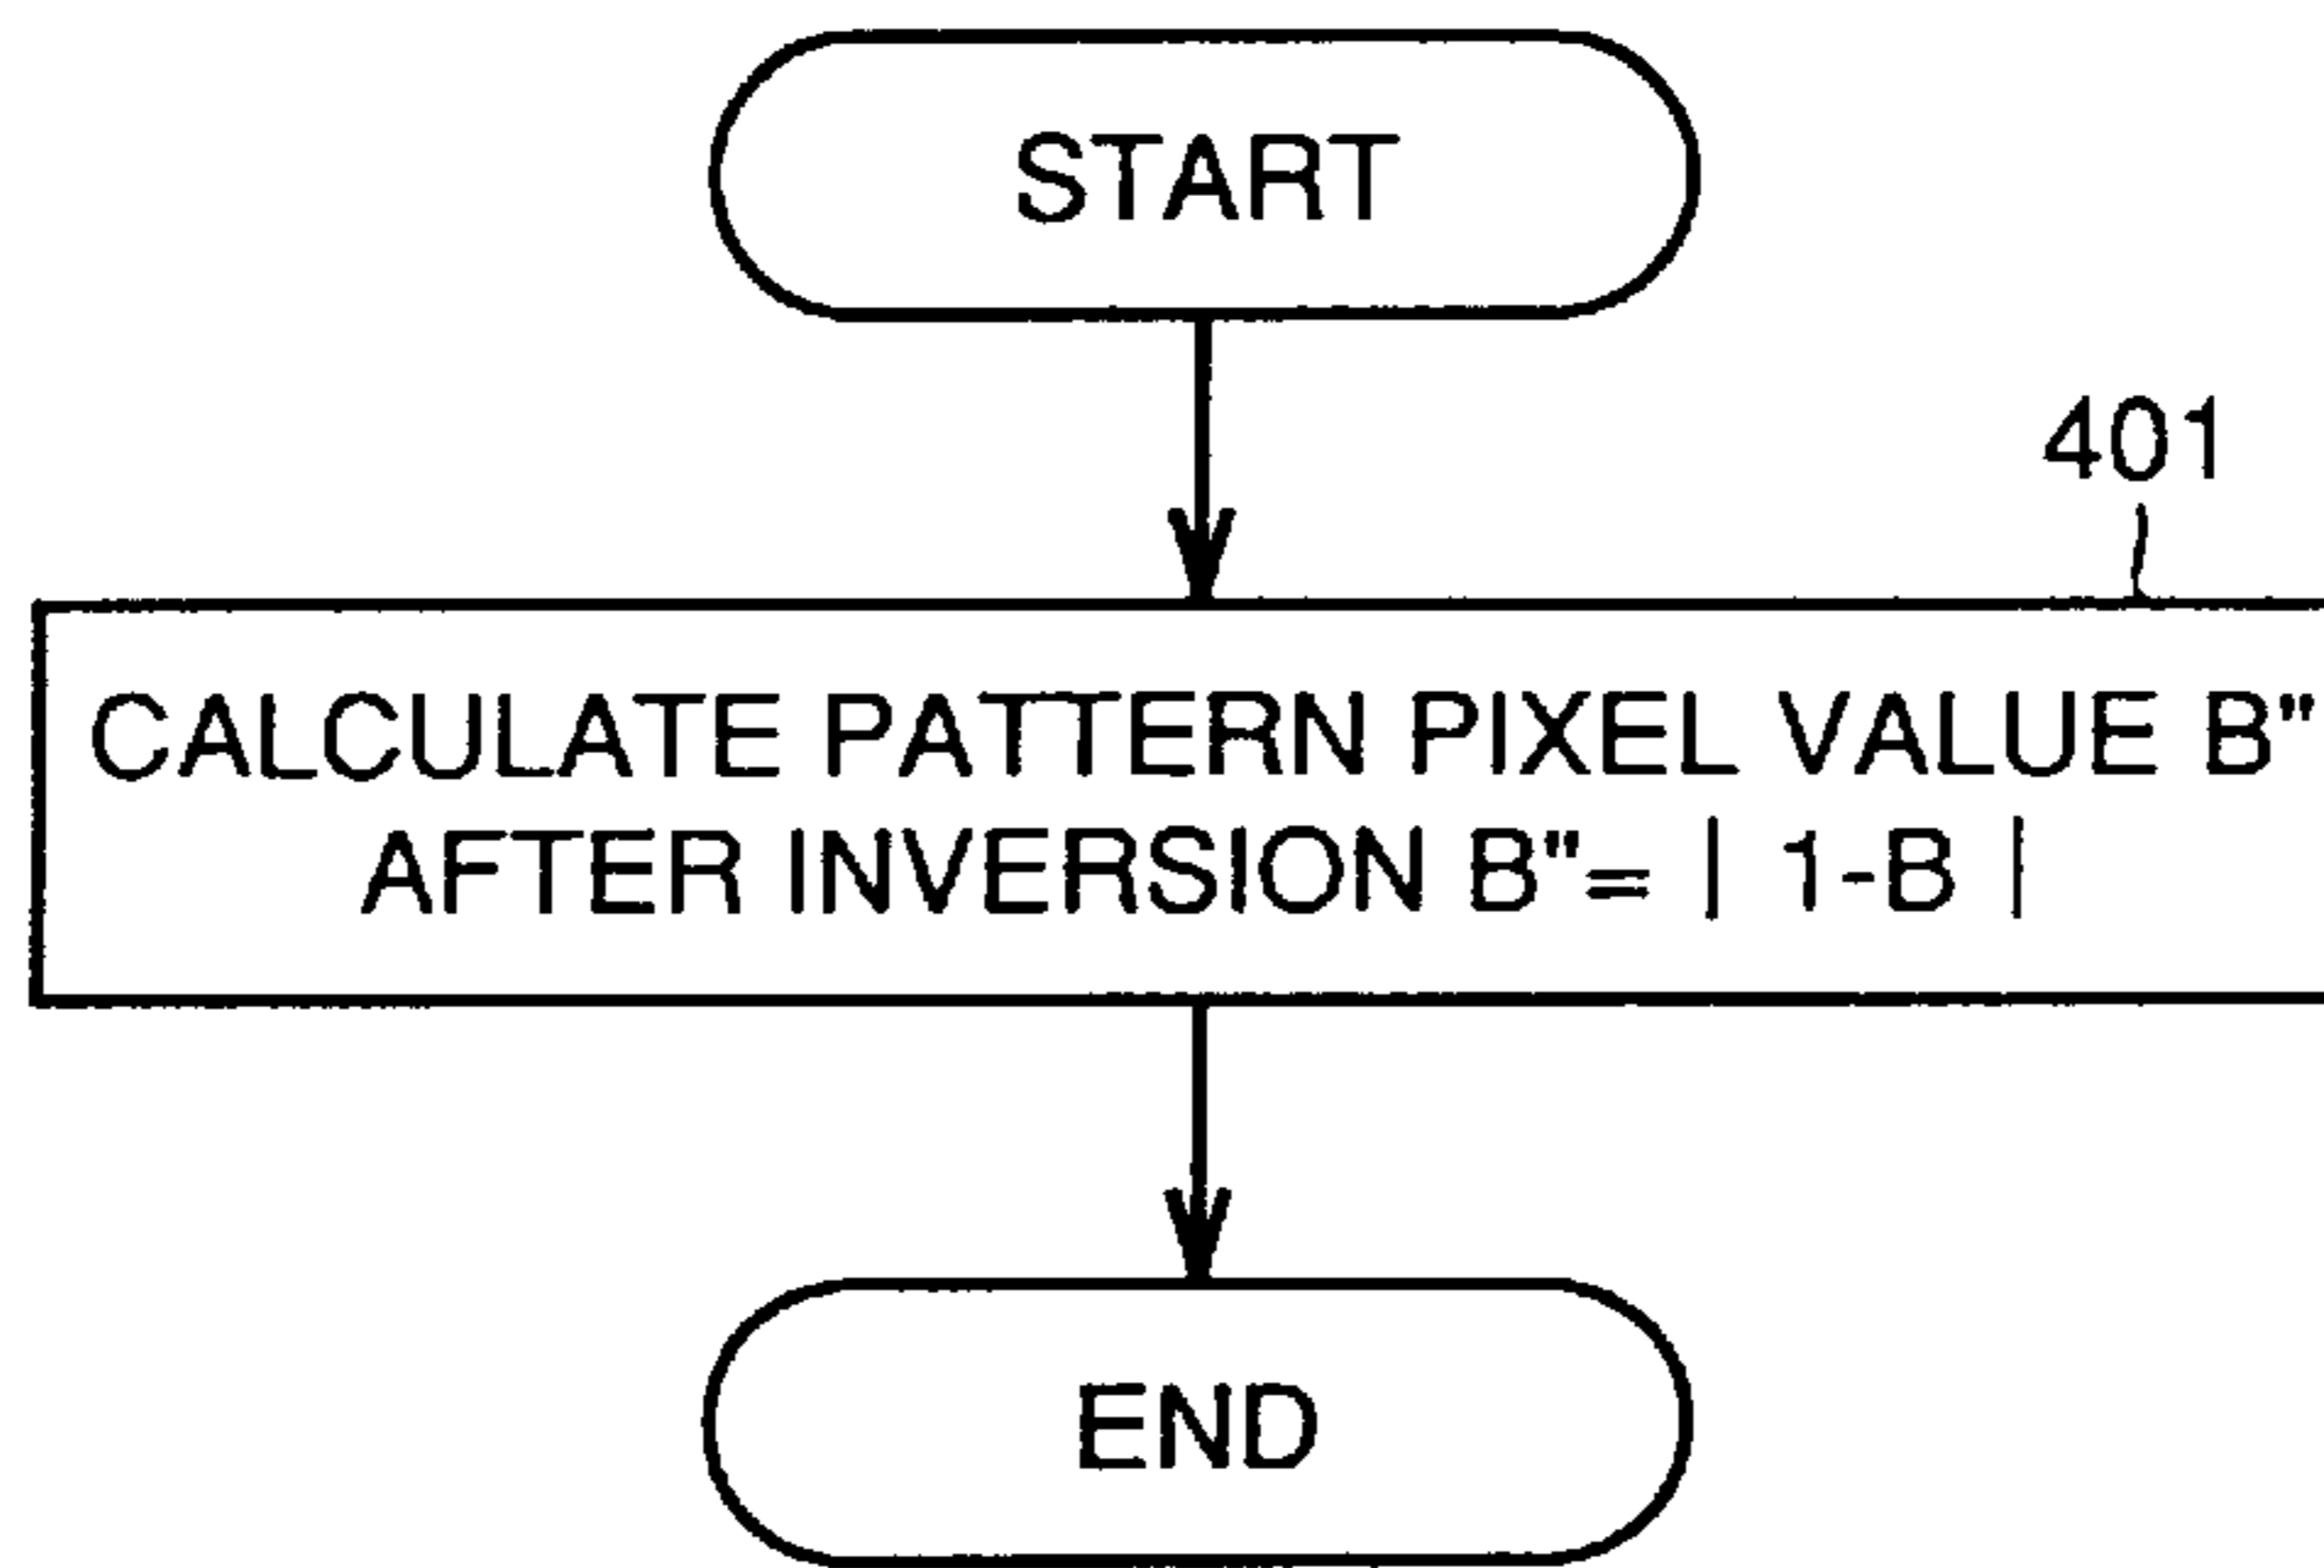 START
401
CALCULATE PATTERN PIXEL VALUE B"
AFTER INVERSION B"= | 1-B |
END